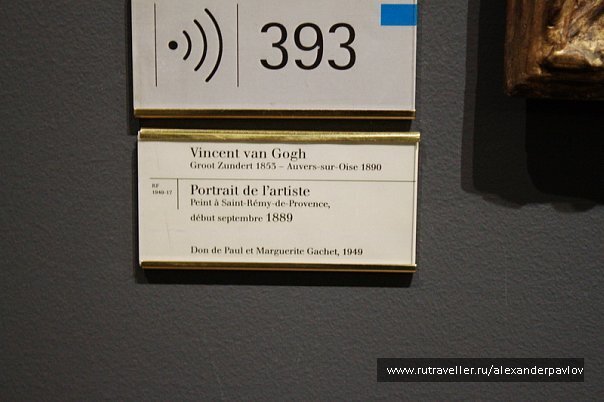 393
Vincent van Gogh
Groot Zundert 1853 – Auvers-sur-Oise 1890
RF
1949-17
Portrait de l'artiste
Peint à Saint-Rémy-de-Provence,
début septembre 1889
Don de Paul et Marguerite Gachet, 1949
www.rutraveller.ru/alexanderpavlov